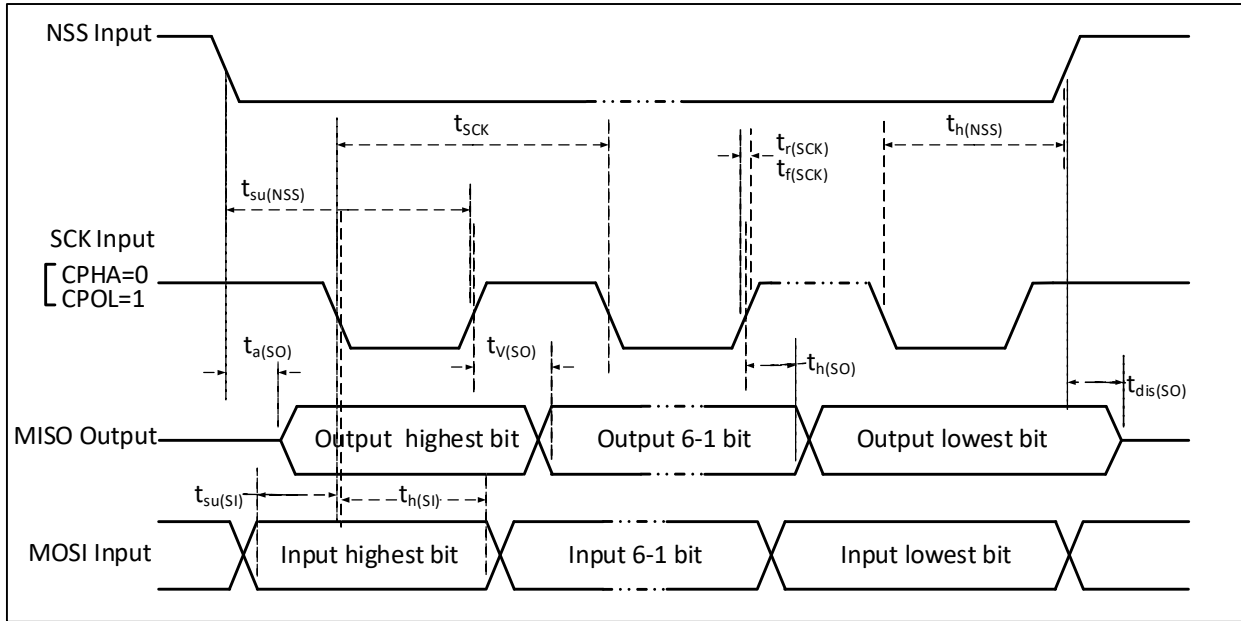 NSS Input
tSCK
th(NSS)
tr(SCK)
tf(SCK)
tsu(NSS)
SCK Input
CPHA=0
CPOL=1
ta(SO)
tV(SO)
th(SO)
tdis(SO)
MISO Output
Output highest bit
Output 6-1 bit
Output lowest bit
tsu(SI)
th(SI)
MOSI Input
Input highest bit
Input 6-1 bit
Input lowest bit